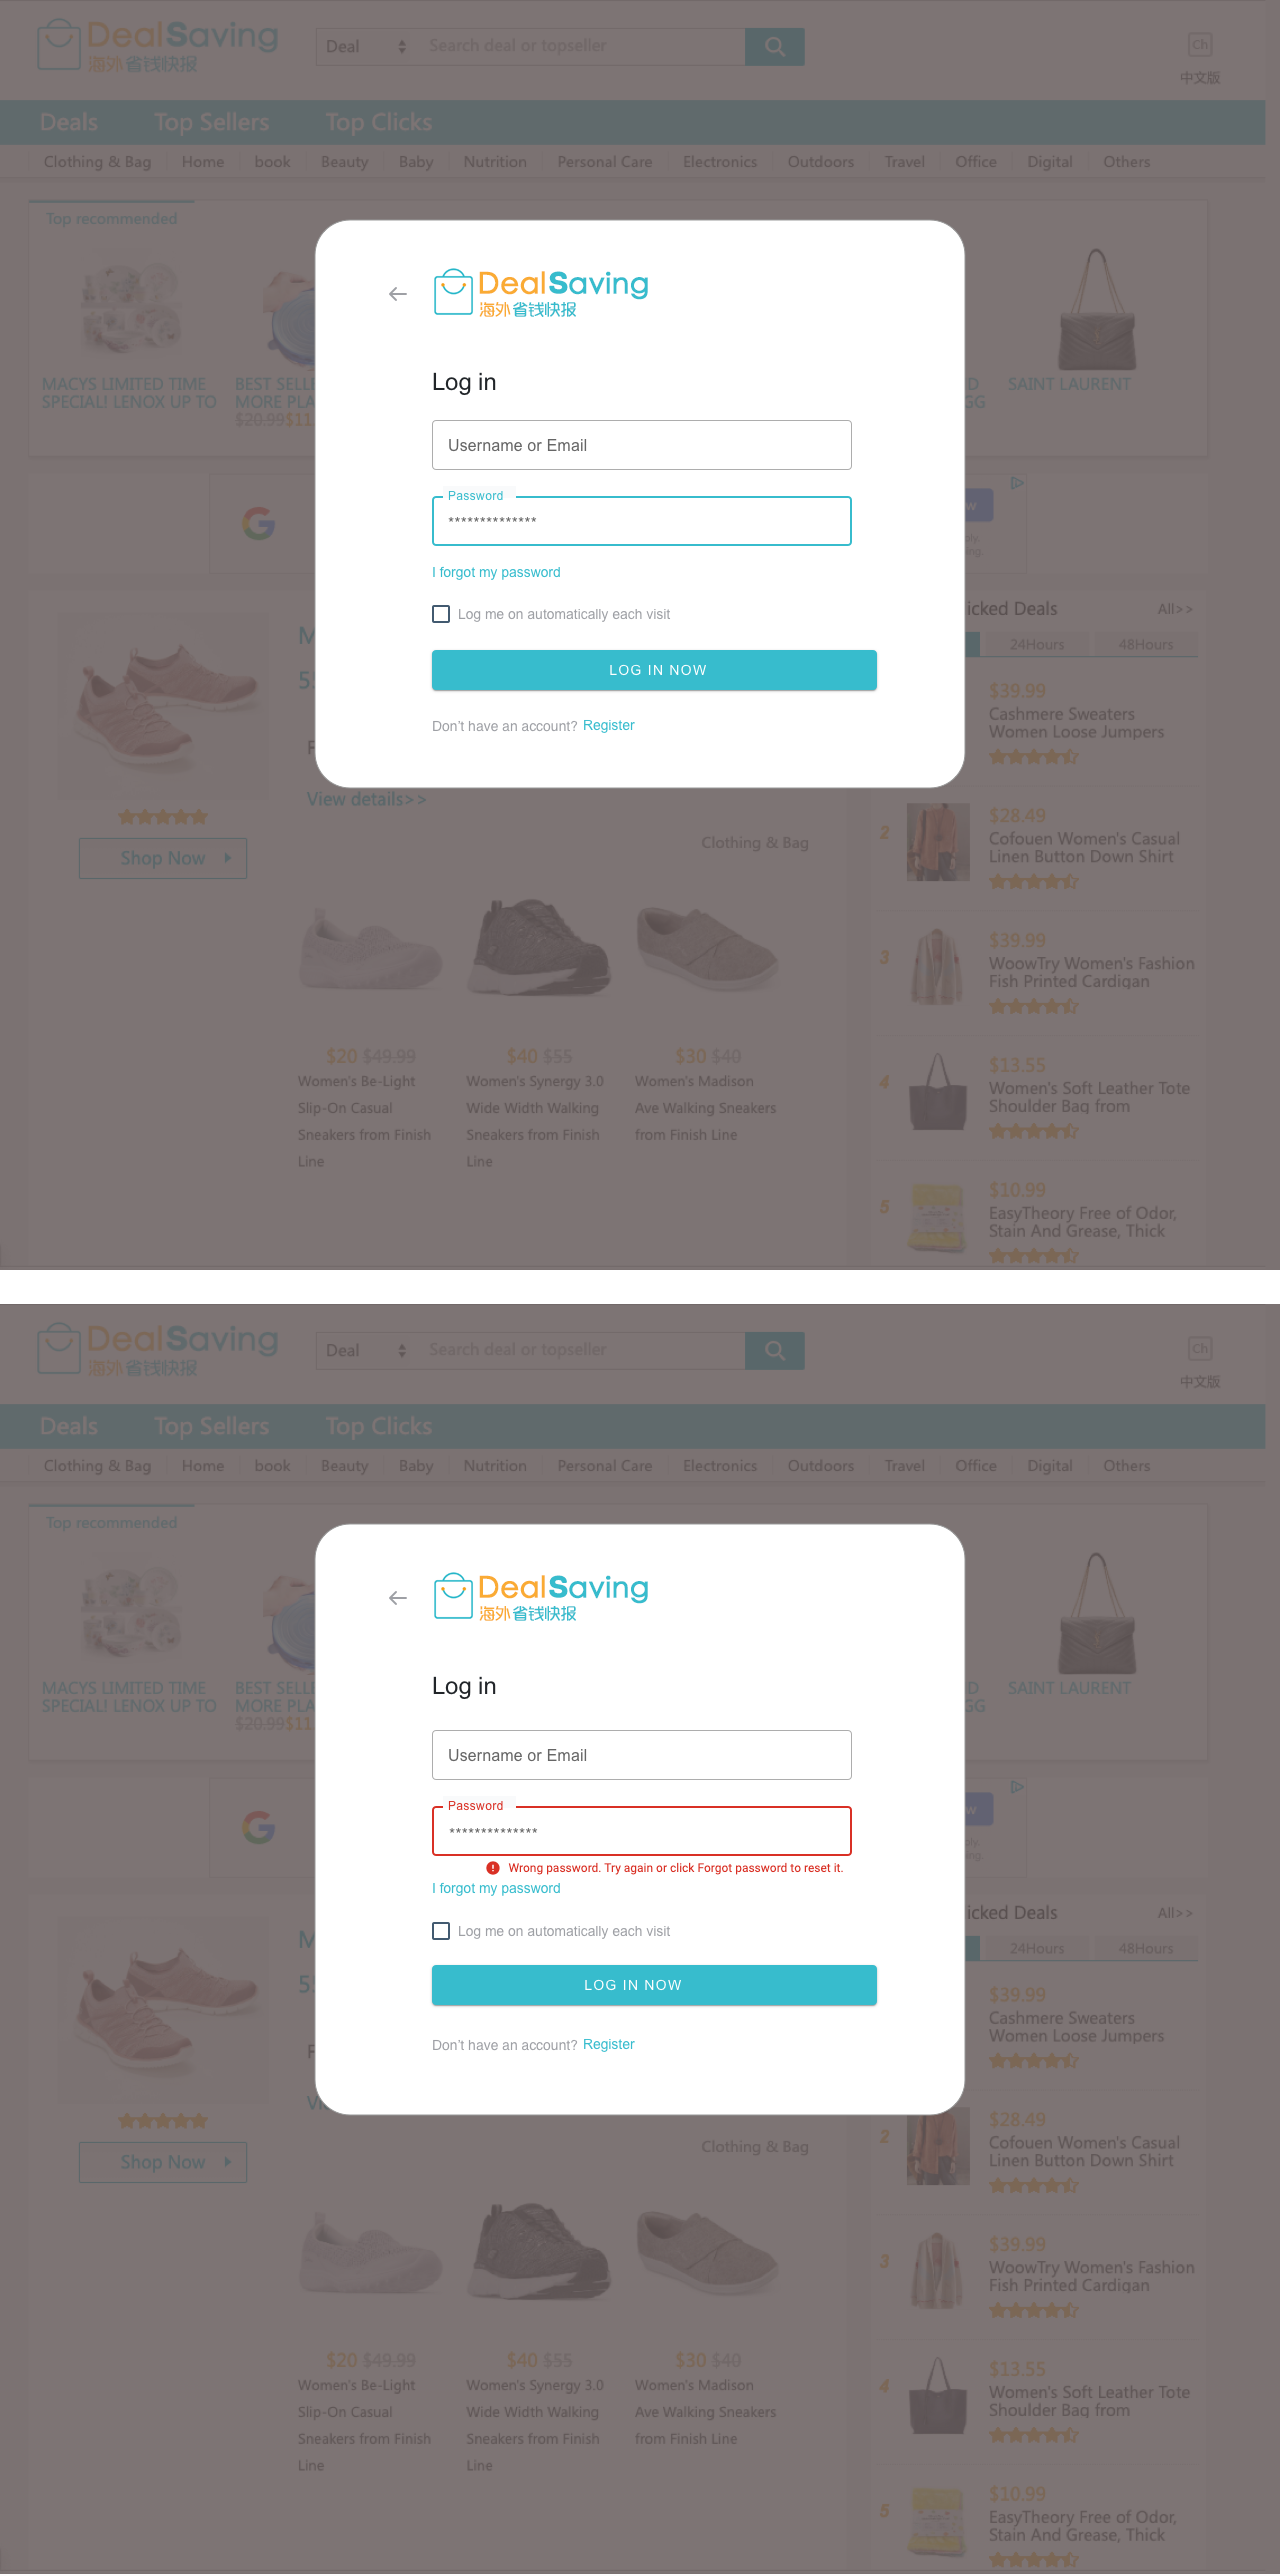 DealSaving
海外省钱快报
Deal
Search deal or topseller
Ch
中文版
Deals Top Sellers Top Clicks
Clothing & Bag Home book Beauty Baby Nutrition Personal Care Electronics Outdoors Travel Office Digital Others
Top recommended
MACYS LIMITED TIME
SPECIAL! LENOX UP TO
BEST SELL
MORE PLA
$20.99$11
SAINT LAURENT
DealSaving
海外省钱快报
Log in
Username or Email
Password
**************
I forgot my password
Log me on automatically each visit
LOG IN NOW
Don't have an account? Register
icked Deals
All>>
24Hours
48Hours
$39.99
Cashmere Sweaters
Women Loose Jumpers
View details>>
Shop Now
Clothing & Bag
2
$28.49
Cofouen Women's Casual
Linen Button Down Shirt
3
$39.99
WoowTry Women's Fashion
Fish Printed Cardigan
4
$13.55
Women's Soft Leather Tote
Shoulder Bag from
5
$10.99
EasyTheory Free of Odor,
Stain And Grease, Thick
$20 $49.99
Women's Be-Light
Slip-On Casual
Sneakers from Finish
Line
$40 $55
Women's Synergy 3.0
Wide Width Walking
Sneakers from Finish
Line
$30 $40
Women's Madison
Ave Walking Sneakers
from Finish Line
DealSaving
海外省钱快报
Deal
Search deal or topseller
Ch
中文版
Deals Top Sellers Top Clicks
Clothing & Bag Home book Beauty Baby Nutrition Personal Care Electronics Outdoors Travel Office Digital Others
Top recommended
MACYS LIMITED TIME
SPECIAL! LENOX UP TO
BEST SELL
MORE PLA
$20.99$11
SAINT LAURENT
DealSaving
海外省钱快报
Log in
Username or Email
Password
**************
Wrong password. Try again or click Forgot password to reset it.
I forgot my password
Log me on automatically each visit
LOG IN NOW
Don't have an account? Register
icked Deals
All>>
24Hours
48Hours
$39.99
Cashmere Sweaters
Women Loose Jumpers
Shop Now
Clothing & Bag
2
$28.49
Cofouen Women's Casual
Linen Button Down Shirt
3
$39.99
WoowTry Women's Fashion
Fish Printed Cardigan
4
$13.55
Women's Soft Leather Tote
Shoulder Bag from
5
$10.99
EasyTheory Free of Odor,
Stain And Grease, Thick
$20 $49.99
Women's Be-Light
Slip-On Casual
Sneakers from Finish
Line
$40 $55
Women's Synergy 3.0
Wide Width Walking
Sneakers from Finish
Line
$30 $40
Women's Madison
Ave Walking Sneakers
from Finish Line